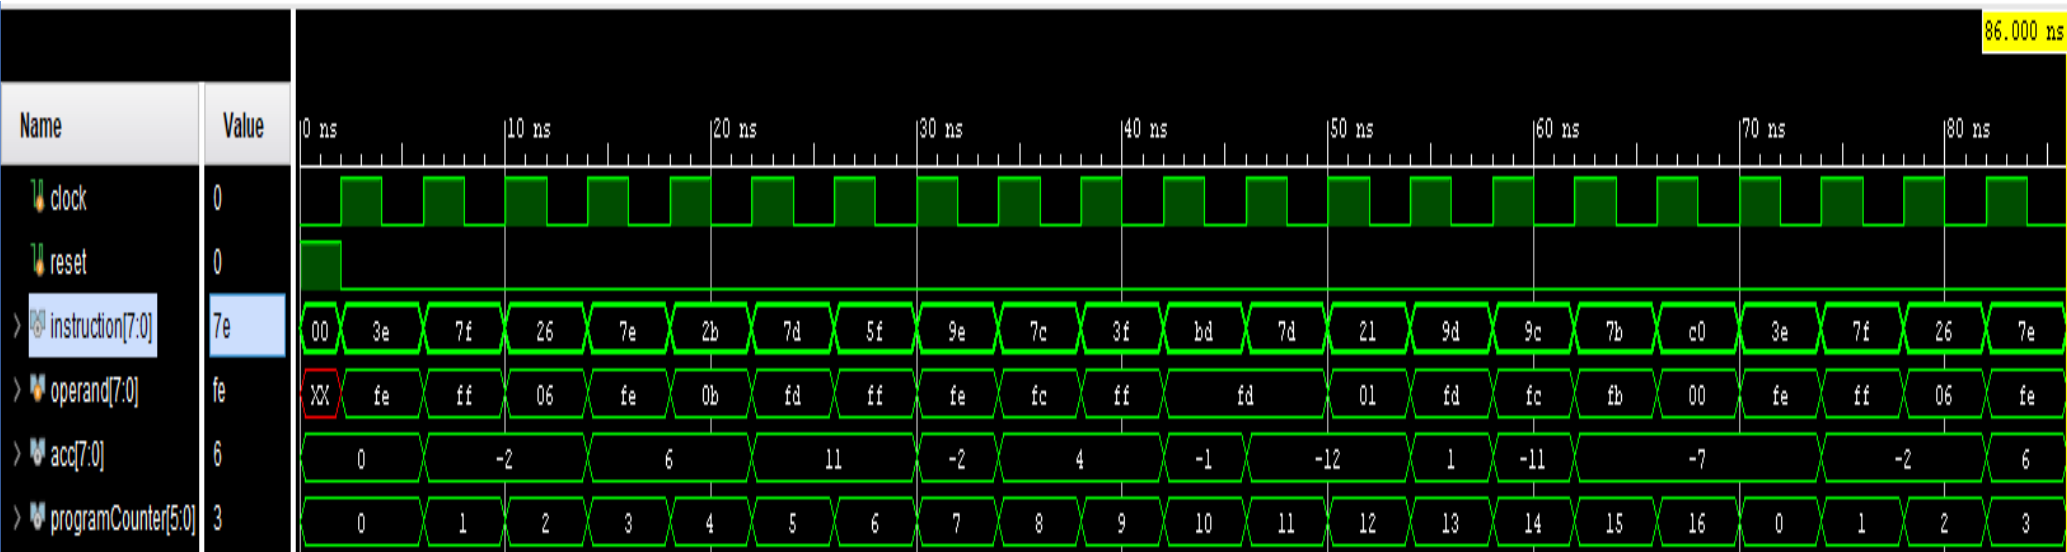 86.000 ns
Name Value 0 ns 10 ns 20 ns 30 ns 40 ns 50 ns 60 ns 70 ns 80 ns
clock 0
reset 0
instruction[7:0] 7e 00 3e 7f 26 7e 2b 7d 5f 9e 7c 3f bd 7d 21 9d 9c 7b c0 3e 7f 26 7e
operand[7:0] fe XX fe ff 06 fe 0b fd ff fe fc ff fd 01 fd fc fb 00 fe ff 06 fe
acc[7:0] 6 0 -2 6 11 -2 4 -1 -12 1 -11 -7 -2 6
programCounter[5:0] 3 0 1 2 3 4 5 6 7 8 9 10 11 12 13 14 15 16 0 1 2 3